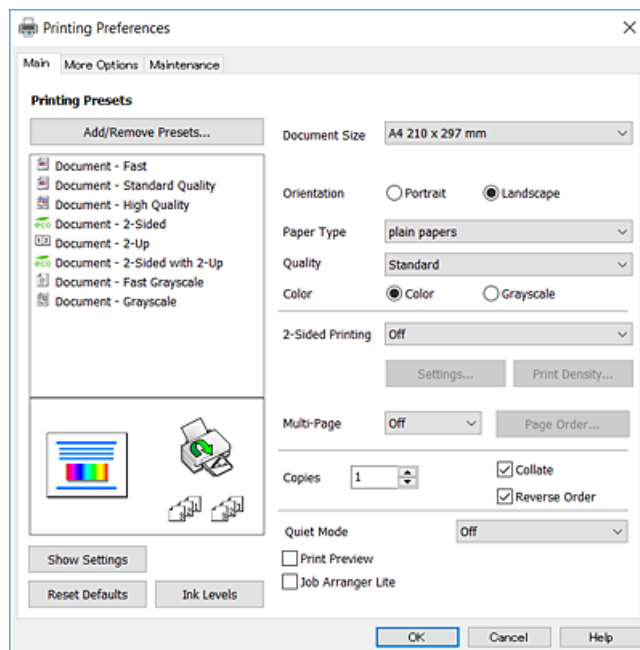 Printing Preferences
Main
More Options
Maintenance
Printing Presets
Add/Remove Presets...
Document - Fast
Document - Standard Quality
Document - High Quality
eco Document - 2-Sided
Document - 2-Up
eco Document - 2-Sided with 2-Up
Document - Fast Grayscale
Document - Grayscale
Show Settings
Reset Defaults
Ink Levels
Document Size A4 210 x 297 mm
Orientation Portrait Landscape
Paper Type plain papers
Quality Standard
Color Color Grayscale
2-Sided Printing Off
Settings... Print Density...
Multi-Page Off Page Order...
Copies 1 Collate
Reverse Order
Quiet Mode Off
Print Preview
Job Arranger Lite
OK Cancel Help